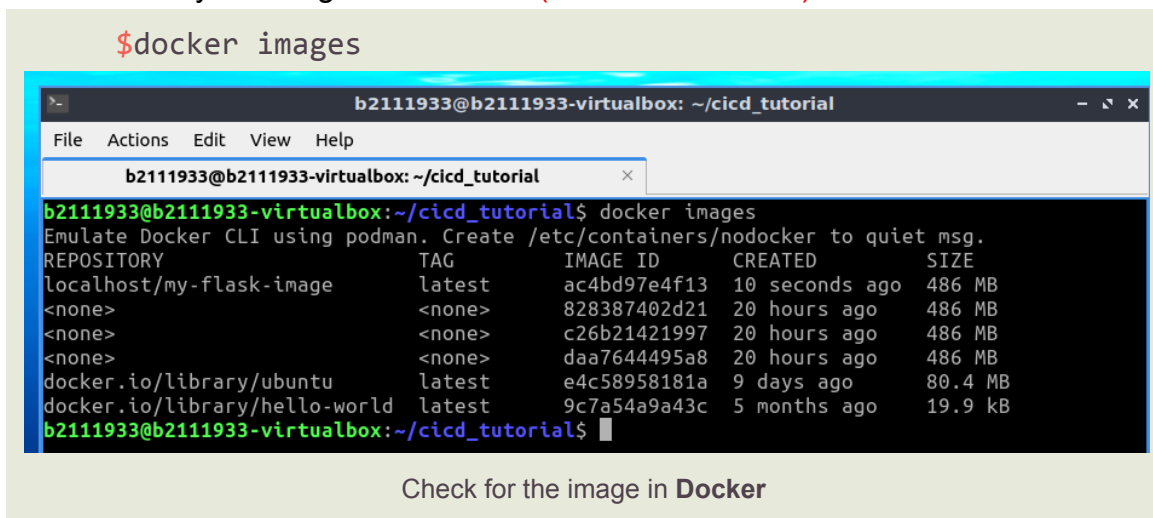 $docker images
b2111933@b2111933-virtualbox: ~/cicd_tutorial
File Actions Edit View Help
b2111933@b2111933-virtualbox: ~/cicd_tutorial
b2111933@b2111933-virtualbox:~/cicd_tutorial$ docker images
Emulate Docker CLI using podman. Create /etc/containers/nodocker to quiet msg.
REPOSITORY TAG IMAGE ID CREATED SIZE
localhost/my-flask-image latest ac4bd97e4f13 10 seconds ago 486 MB
<none> <none> 828387402d21 20 hours ago 486 MB
<none> <none> c26b21421997 20 hours ago 486 MB
<none> <none> daa7644495a8 20 hours ago 486 MB
docker.io/library/ubuntu latest e4c58958181a 9 days ago 80.4 MB
docker.io/library/hello-world latest 9c7a54a9a43c 5 months ago 19.9 kB
b2111933@b2111933-virtualbox:~/cicd_tutorial$
Check for the image in Docker